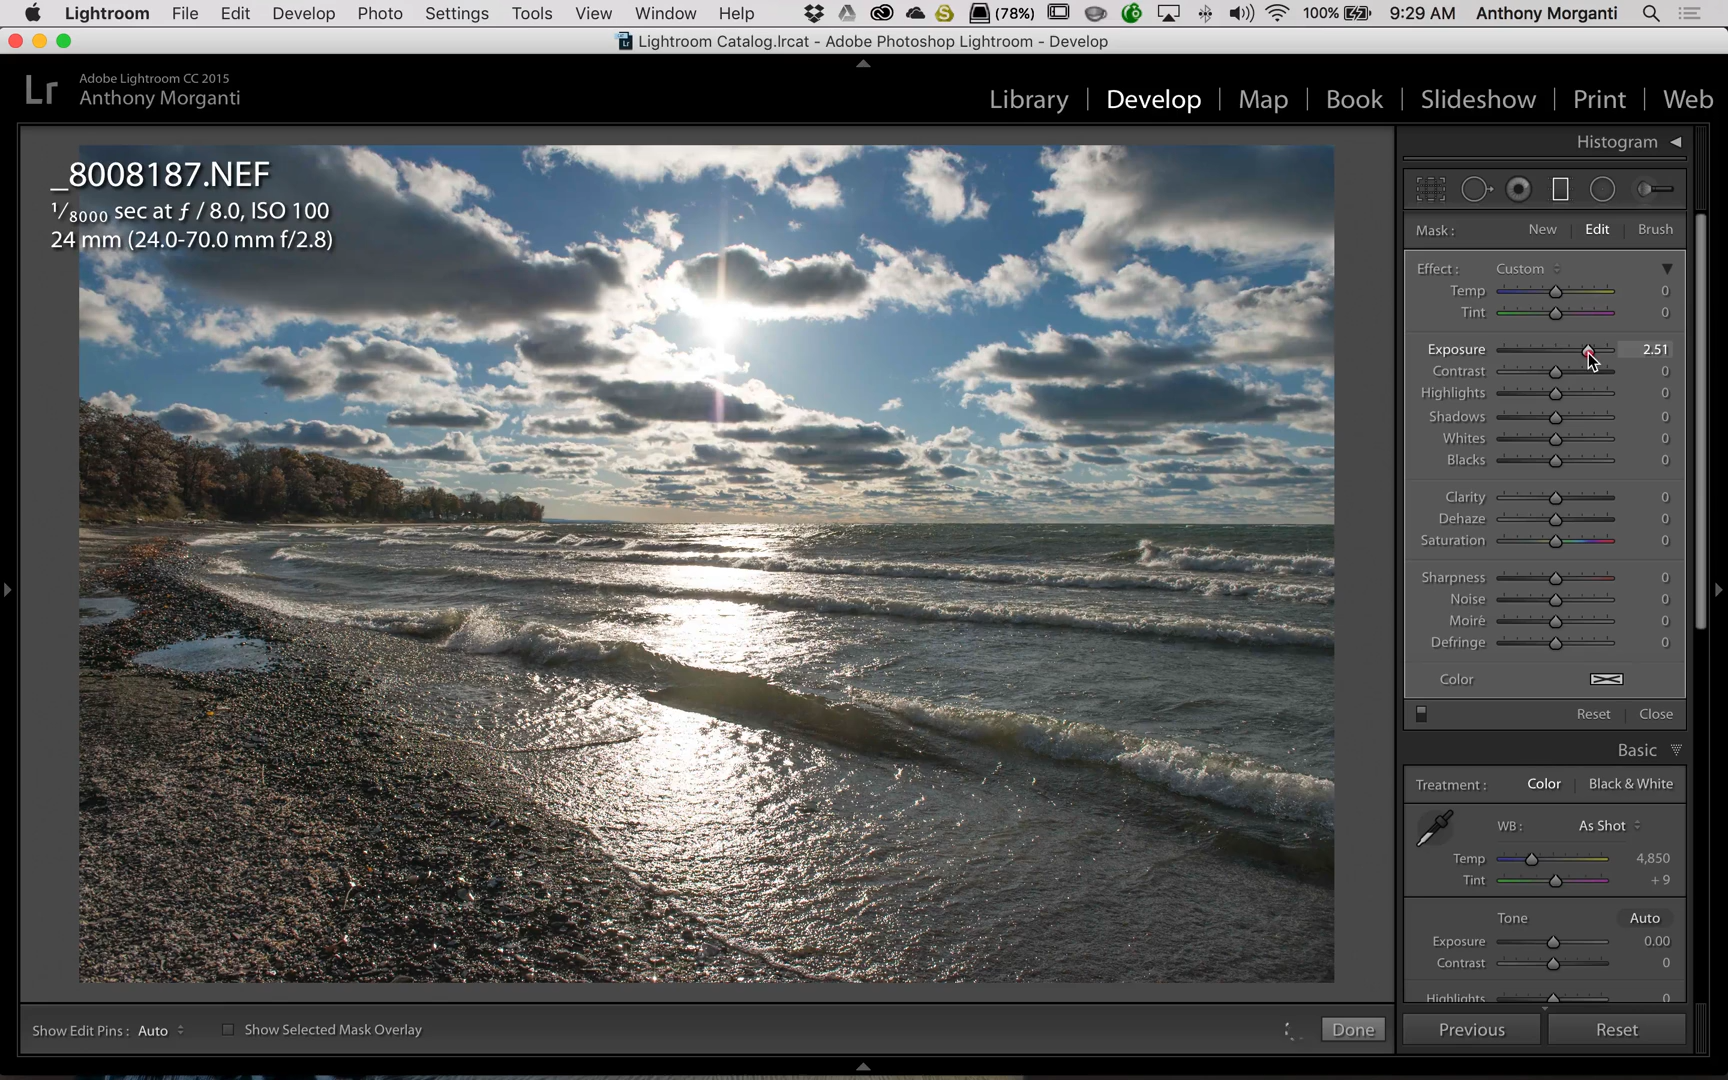 Lightroom File Edit Develop Photo Settings Tools View Window Help (78%) 100% 9:29 AM Anthony Morganti
Lightroom Catalog.lrcat - Adobe Photoshop Lightroom - Develop
Lr
Adobe Lightroom CC 2015
Anthony Morganti
Library | Develop | Map | Book | Slideshow | Print | Web
_8008187.NEF
1/8000 sec at ƒ / 8.0, ISO 100
24 mm (24.0-70.0 mm f/2.8)
Histogram
Mask : New Edit Brush
Effect : Custom
Temp 0
Tint 0
Exposure 2.51
Contrast 0
Highlights 0
Shadows 0
Whites 0
Blacks 0
Clarity 0
Dehaze 0
Saturation 0
Sharpness 0
Noise 0
Moiré 0
Defringe 0
Color
Reset Close
Basic
Treatment : Color Black & White
WB : As Shot
Temp 4,850
Tint + 9
Tone Auto
Exposure 0.00
Contrast 0
Highlights 0
Show Edit Pins : Auto Show Selected Mask Overlay Done
Previous Reset